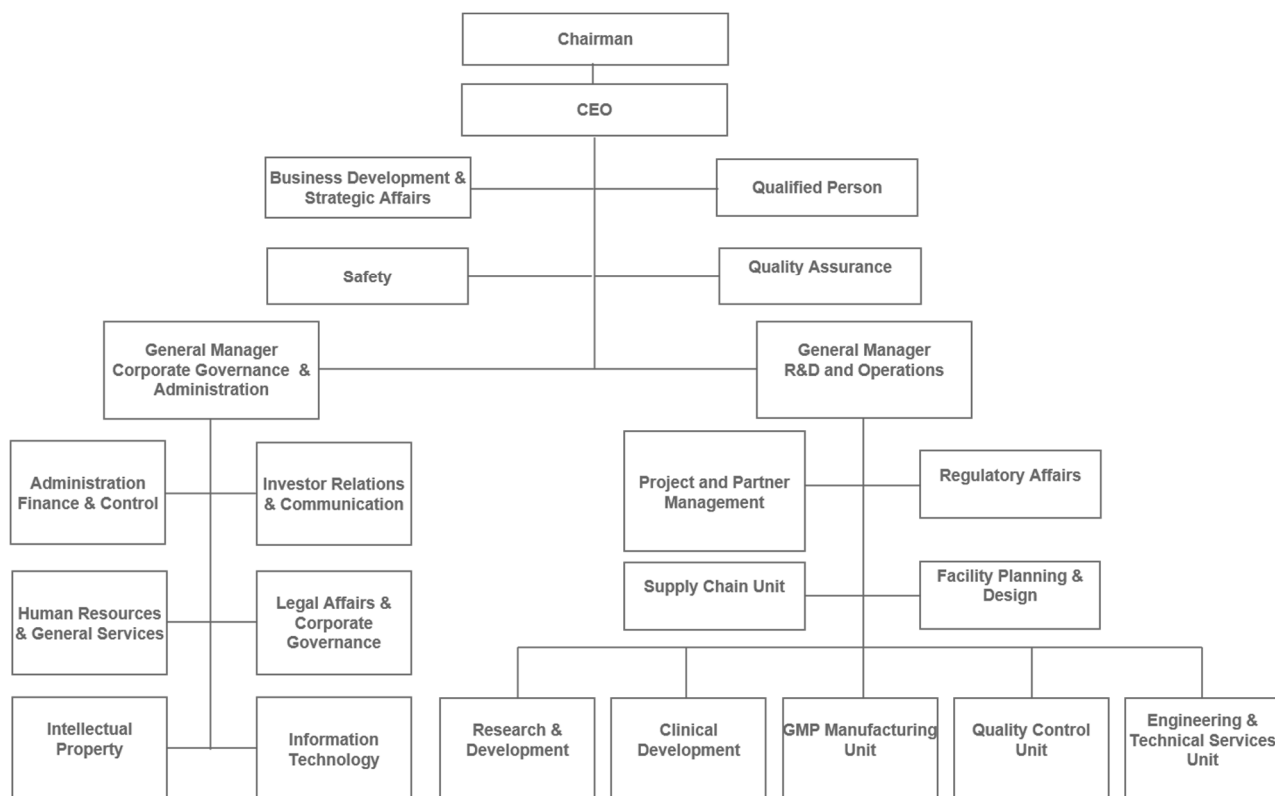 Chairman
CEO
Business Development &
Strategic Affairs
Qualified Person
Safety
Quality Assurance
General Manager
Corporate Governance &
Administration
General Manager
R&D and Operations
Administration
Finance & Control
Investor Relations
& Communication
Project and Partner
Management
Regulatory Affairs
Human Resources
& General Services
Legal Affairs &
Corporate
Governance
Supply Chain Unit
Facility Planning &
Design
Intellectual
Property
Information
Technology
Research &
Development
Clinical
Development
GMP Manufacturing
Unit
Quality Control
Unit
Engineering &
Technical Services
Unit